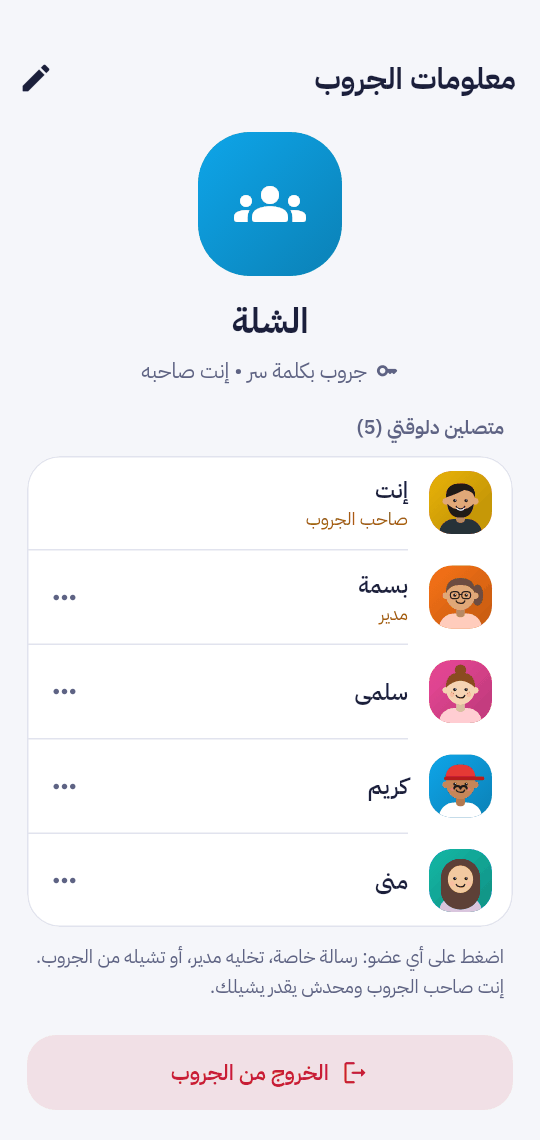 معلومات الجروب
الشلة
جروب بكلمة سر • إنت صاحبه
متصلين دلوقتي (5)
إنت
صاحب الجروب
بسمة
مدير
سلمى
كريم
منى
اضغط على أي عضو: رسالة خاصة، تخليه مدير، أو تشيله من الجروب.
إنت صاحب الجروب ومحدش يقدر يشيلك.
الخروج من الجروب